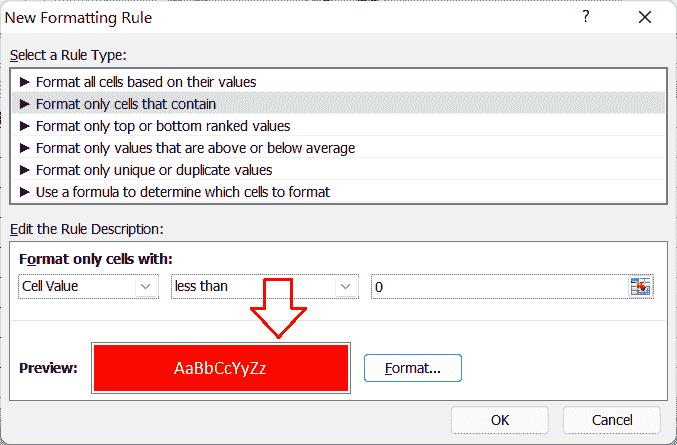 New Formatting Rule
?
Select a Rule Type:
► Format all cells based on their values
► Format only cells that contain
► Format only top or bottom ranked values
► Format only values that are above or below average
► Format only unique or duplicate values
► Use a formula to determine which cells to format
Edit the Rule Description:
Format only cells with:
Cell Value less than 0
Preview: AaBbCcYyZz Format...
OK Cancel